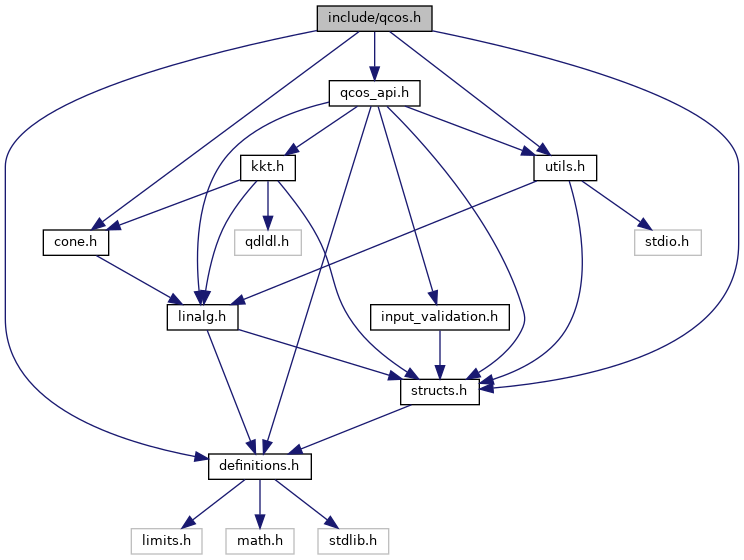 include/qcos.h
qcos_api.h
kkt.h
utils.h
cone.h
qdldl.h
stdio.h
linalg.h
input_validation.h
structs.h
definitions.h
limits.h
math.h
stdlib.h